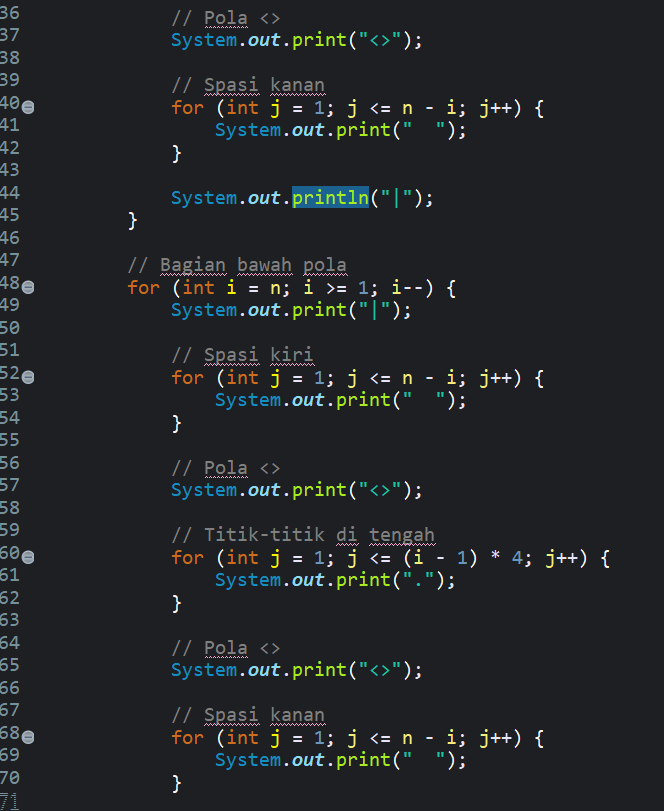 36 // Pola <>
37 System.out.print("<>");
38
39 // Spasi kanan
40 for (int j = 1; j <= n - i; j++) {
41 System.out.print("  ");
42 }
43
44 System.out.println("|");
45 }
46
47 // Bagian bawah pola
48 for (int i = n; i >= 1; i--) {
49 System.out.print("|");
50
51 // Spasi kiri
52 for (int j = 1; j <= n - i; j++) {
53 System.out.print("  ");
54 }
55
56 // Pola <>
57 System.out.print("<>");
58
59 // Titik-titik di tengah
60 for (int j = 1; j <= (i - 1) * 4; j++) {
61 System.out.print(".");
62 }
63
64 // Pola <>
65 System.out.print("<>");
66
67 // Spasi kanan
68 for (int j = 1; j <= n - i; j++) {
69 System.out.print("  ");
70 }
71